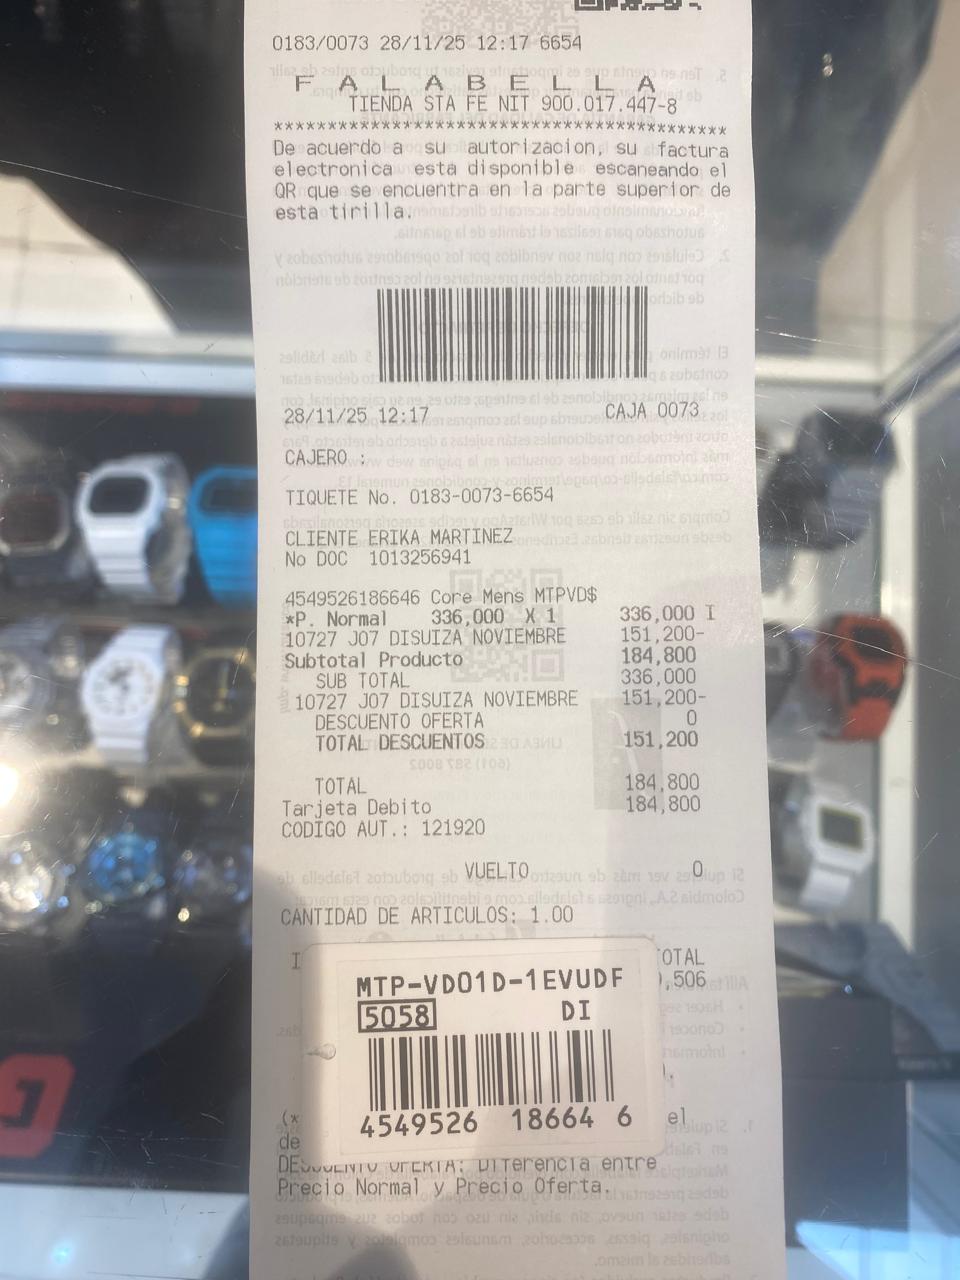 0183/0073 28/11/25 12:17 6654
F A L A B E L L A
TIENDA STA FE NIT 900.017.447-8
******************************************
De acuerdo a su autorizacion, su factura
electronica esta disponible escaneando el
QR que se encuentra en la parte superior de
esta tirilla.
28/11/25 12:17 CAJA 0073
CAJERO :
TIQUETE No. 0183-0073-6654
CLIENTE ERIKA MARTINEZ
No DOC 1013256941
4549526186646 Core Mens MTPVD$
*P. Normal 336,000 X 1 336,000 I
10727 J07 DISUIZA NOVIEMBRE 151,200-
Subtotal Producto 184,800
SUB TOTAL 336,000
10727 J07 DISUIZA NOVIEMBRE 151,200-
DESCUENTO OFERTA 0
TOTAL DESCUENTOS 151,200
TOTAL 184,800
Tarjeta Debito 184,800
CODIGO AUT.: 121920
VUELTO 0
CANTIDAD DE ARTICULOS: 1.00
I OTAL
,506
MTP-VD01D-1EVUDF
5058 DI
4549526 18664 6
(* el
de
DESCUENTO OFERTA: Diferencia entre
Precio Normal y Precio Oferta.